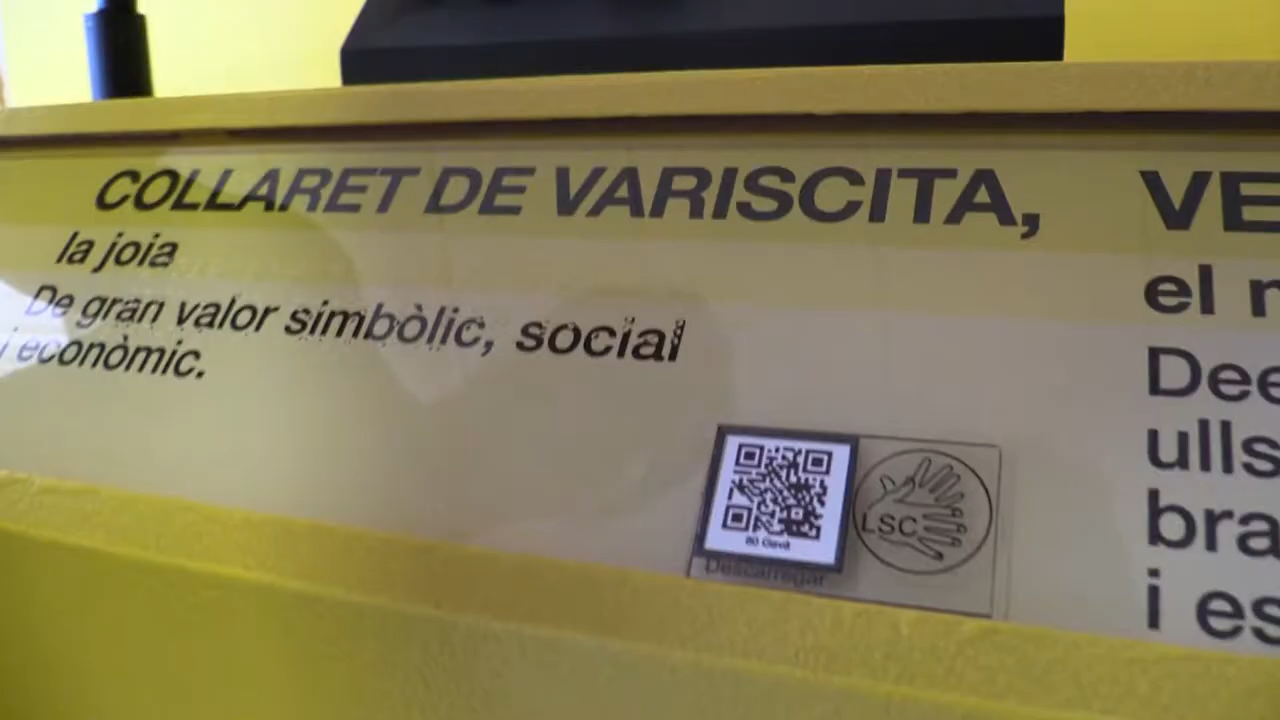 COLLARET DE VARISCITA,
la joia
De gran valor simbòlic, social
i econòmic.
LSC
Descarregar
VE
el
Dee
ulls
bra
i es